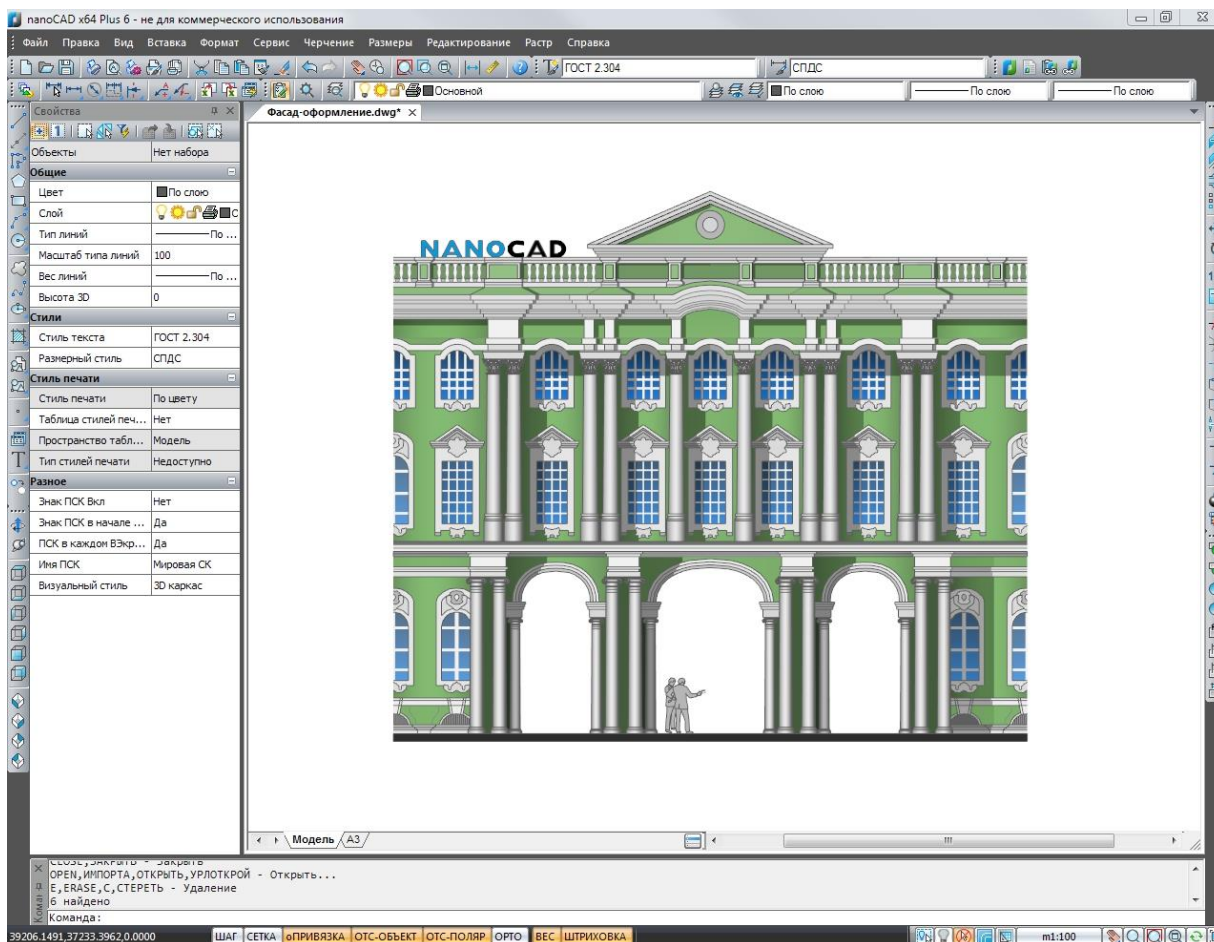 nanoCAD x64 Plus 6 - не для коммерческого использования
Файл Правка Вид Вставка Формат Сервис Черчение Размеры Редактирование Растр Справка
ГОСТ 2.304 СПДС
Основной По слою По слою По слою
Свойства
Фасад-оформление.dwg*
Объекты Нет набора
Общие
Цвет По слою
Слой С
Тип линий По ...
Масштаб типа линий 100
Вес линий По ...
Высота 3D 0
Стили
Стиль текста ГОСТ 2.304
Размерный стиль СПДС
Стиль печати
Стиль печати По цвету
Таблица стилей печ... Нет
Пространство табл... Модель
Тип стилей печати Недоступно
Разное
Знак ПСК Вкл Нет
Знак ПСК в начале ... Да
ПСК в каждом ВЭкр... Да
Имя ПСК Мировая СК
Визуальный стиль 3D каркас
NANOCAD
Модель А3
CLOSE,ЗАКРЫТЬ - Закрыть
OPEN,ИМПОРТА,ОТКРЫТЬ,УРЛОТКРОЙ - Открыть...
E,ERASE,С,СТЕРЕТЬ - Удаление
6 найдено
Команда:
39206.1491,37233.3962,0.0000 ШАГ СЕТКА оПРИВЯЗКА ОТС-ОБЪЕКТ ОТС-ПОЛЯР ОРТО ВЕС ШТРИХОВКА m1:100